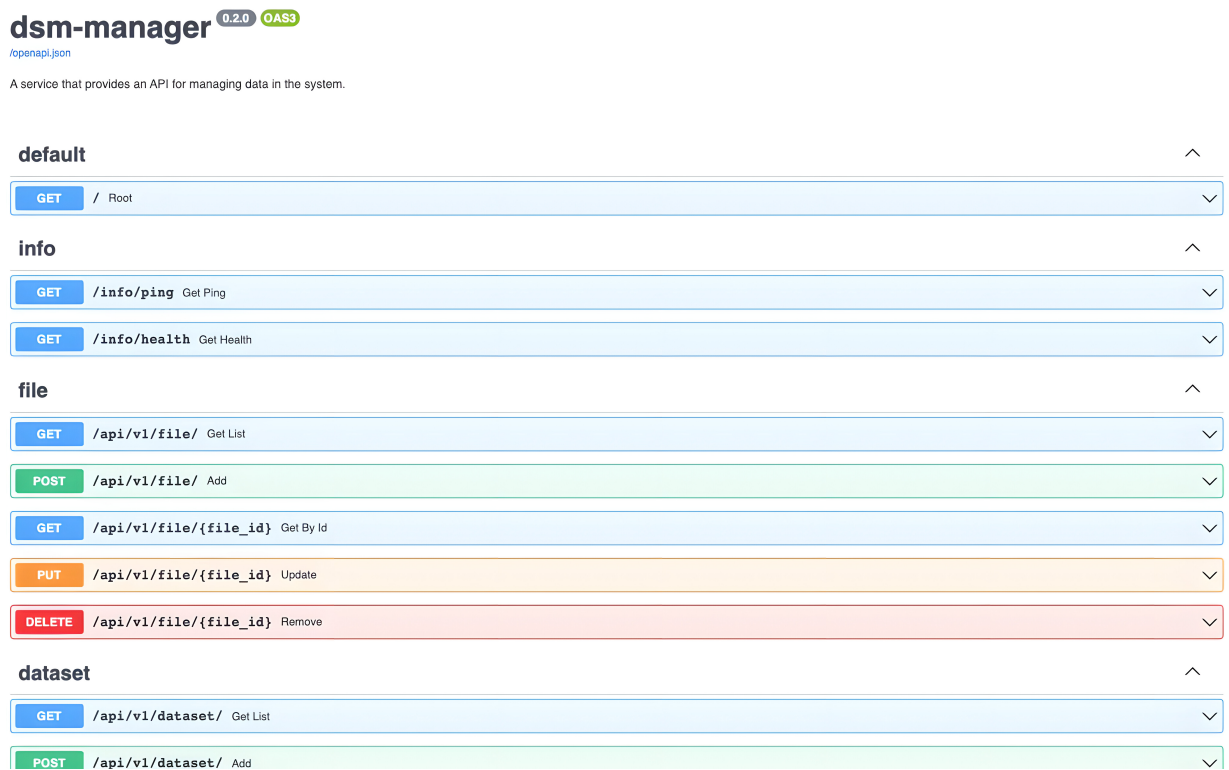 dsm-manager 0.2.0 OAS3
/openapi.json
A service that provides an API for managing data in the system.
default
GET / Root
info
GET /info/ping Get Ping
GET /info/health Get Health
file
GET /api/v1/file/ Get List
POST /api/v1/file/ Add
GET /api/v1/file/{file_id} Get By Id
PUT /api/v1/file/{file_id} Update
DELETE /api/v1/file/{file_id} Remove
dataset
GET /api/v1/dataset/ Get List
POST /api/v1/dataset/ Add